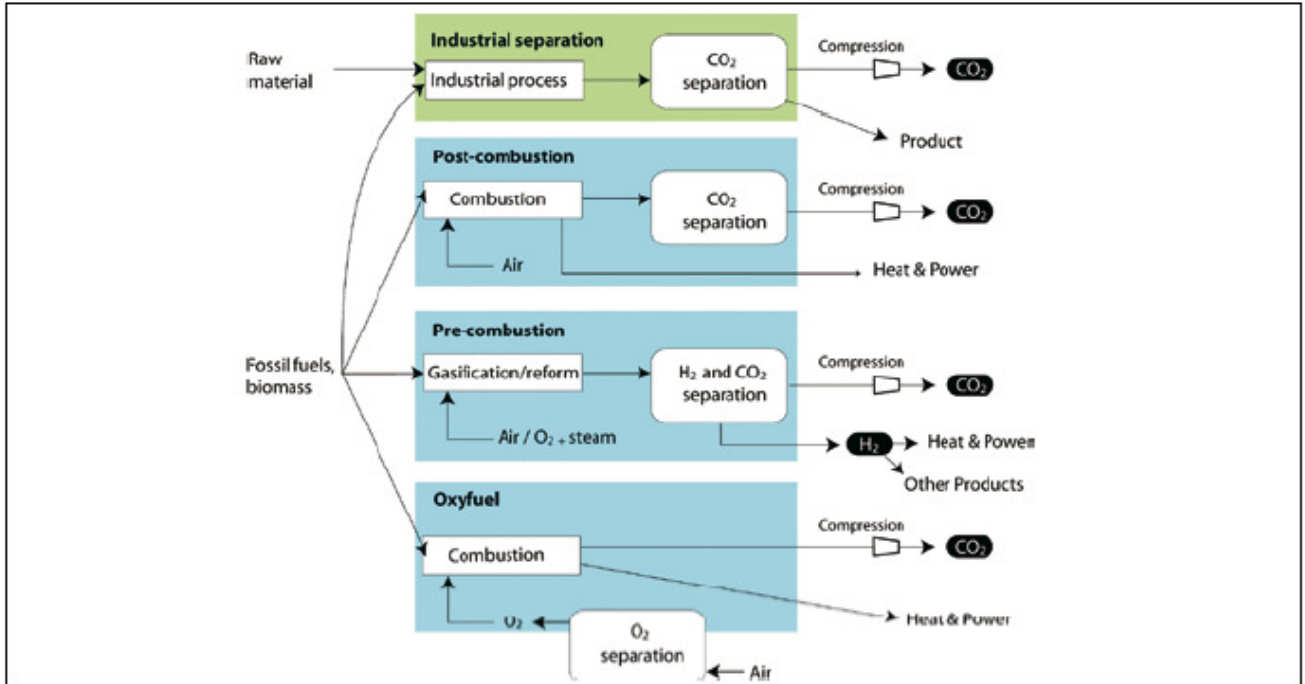 Industrial separation
Raw
material
Industrial process
CO₂
separation
Compression
CO₂
Product
Post-combustion
Combustion
CO₂
separation
Compression
CO₂
Air
Heat & Power
Pre-combustion
Fossil fuels,
biomass
Gasification/reform
H₂ and CO₂
separation
Compression
CO₂
Air / O₂ + steam
H₂
Heat & Power
Other Products
Oxyfuel
Combustion
Compression
CO₂
O₂
O₂
separation
Heat & Power
Air